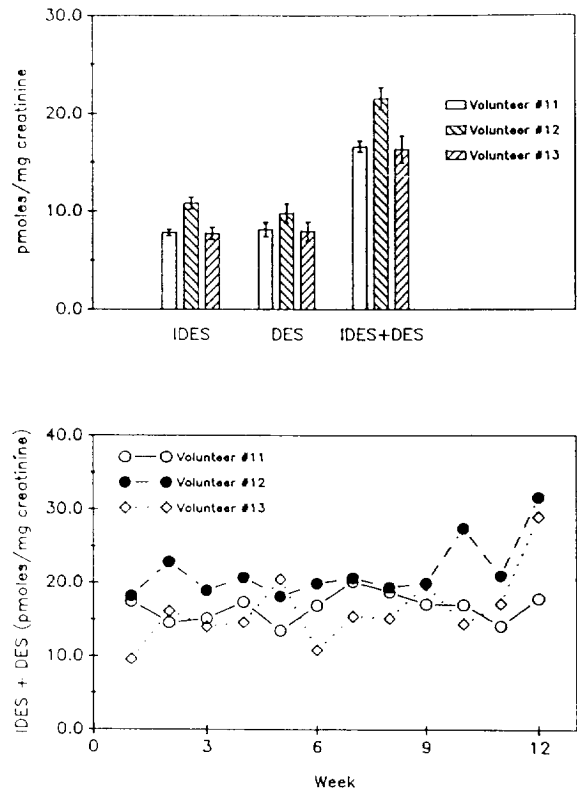 30.0
20.0
10.0
0.0
pmoles/mg creatinine
Volunteer #11
Volunteer #12
Volunteer #13
IDES
DES
IDES+DES
40.0
30.0
20.0
10.0
0.0
IDES + DES (pmoles/mg creatinine)
Volunteer #11
Volunteer #12
Volunteer #13
0
3
6
9
12
Week